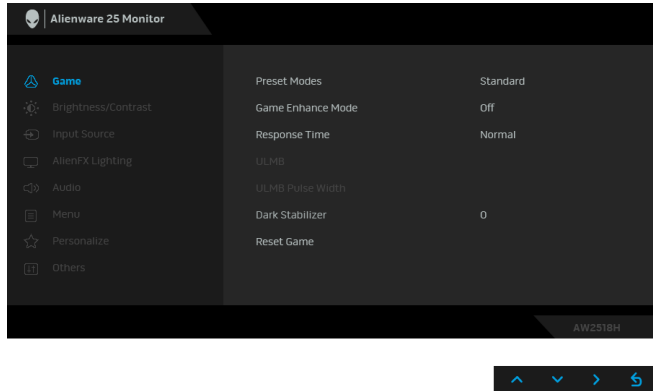 Alienware 25 Monitor
Game
Brightness/Contrast
Input Source
AlienFX Lighting
Audio
Menu
Personalize
Others
Preset Modes Standard
Game Enhance Mode Off
Response Time Normal
ULMB
ULMB Pulse Width
Dark Stabilizer 0
Reset Game
AW2518H